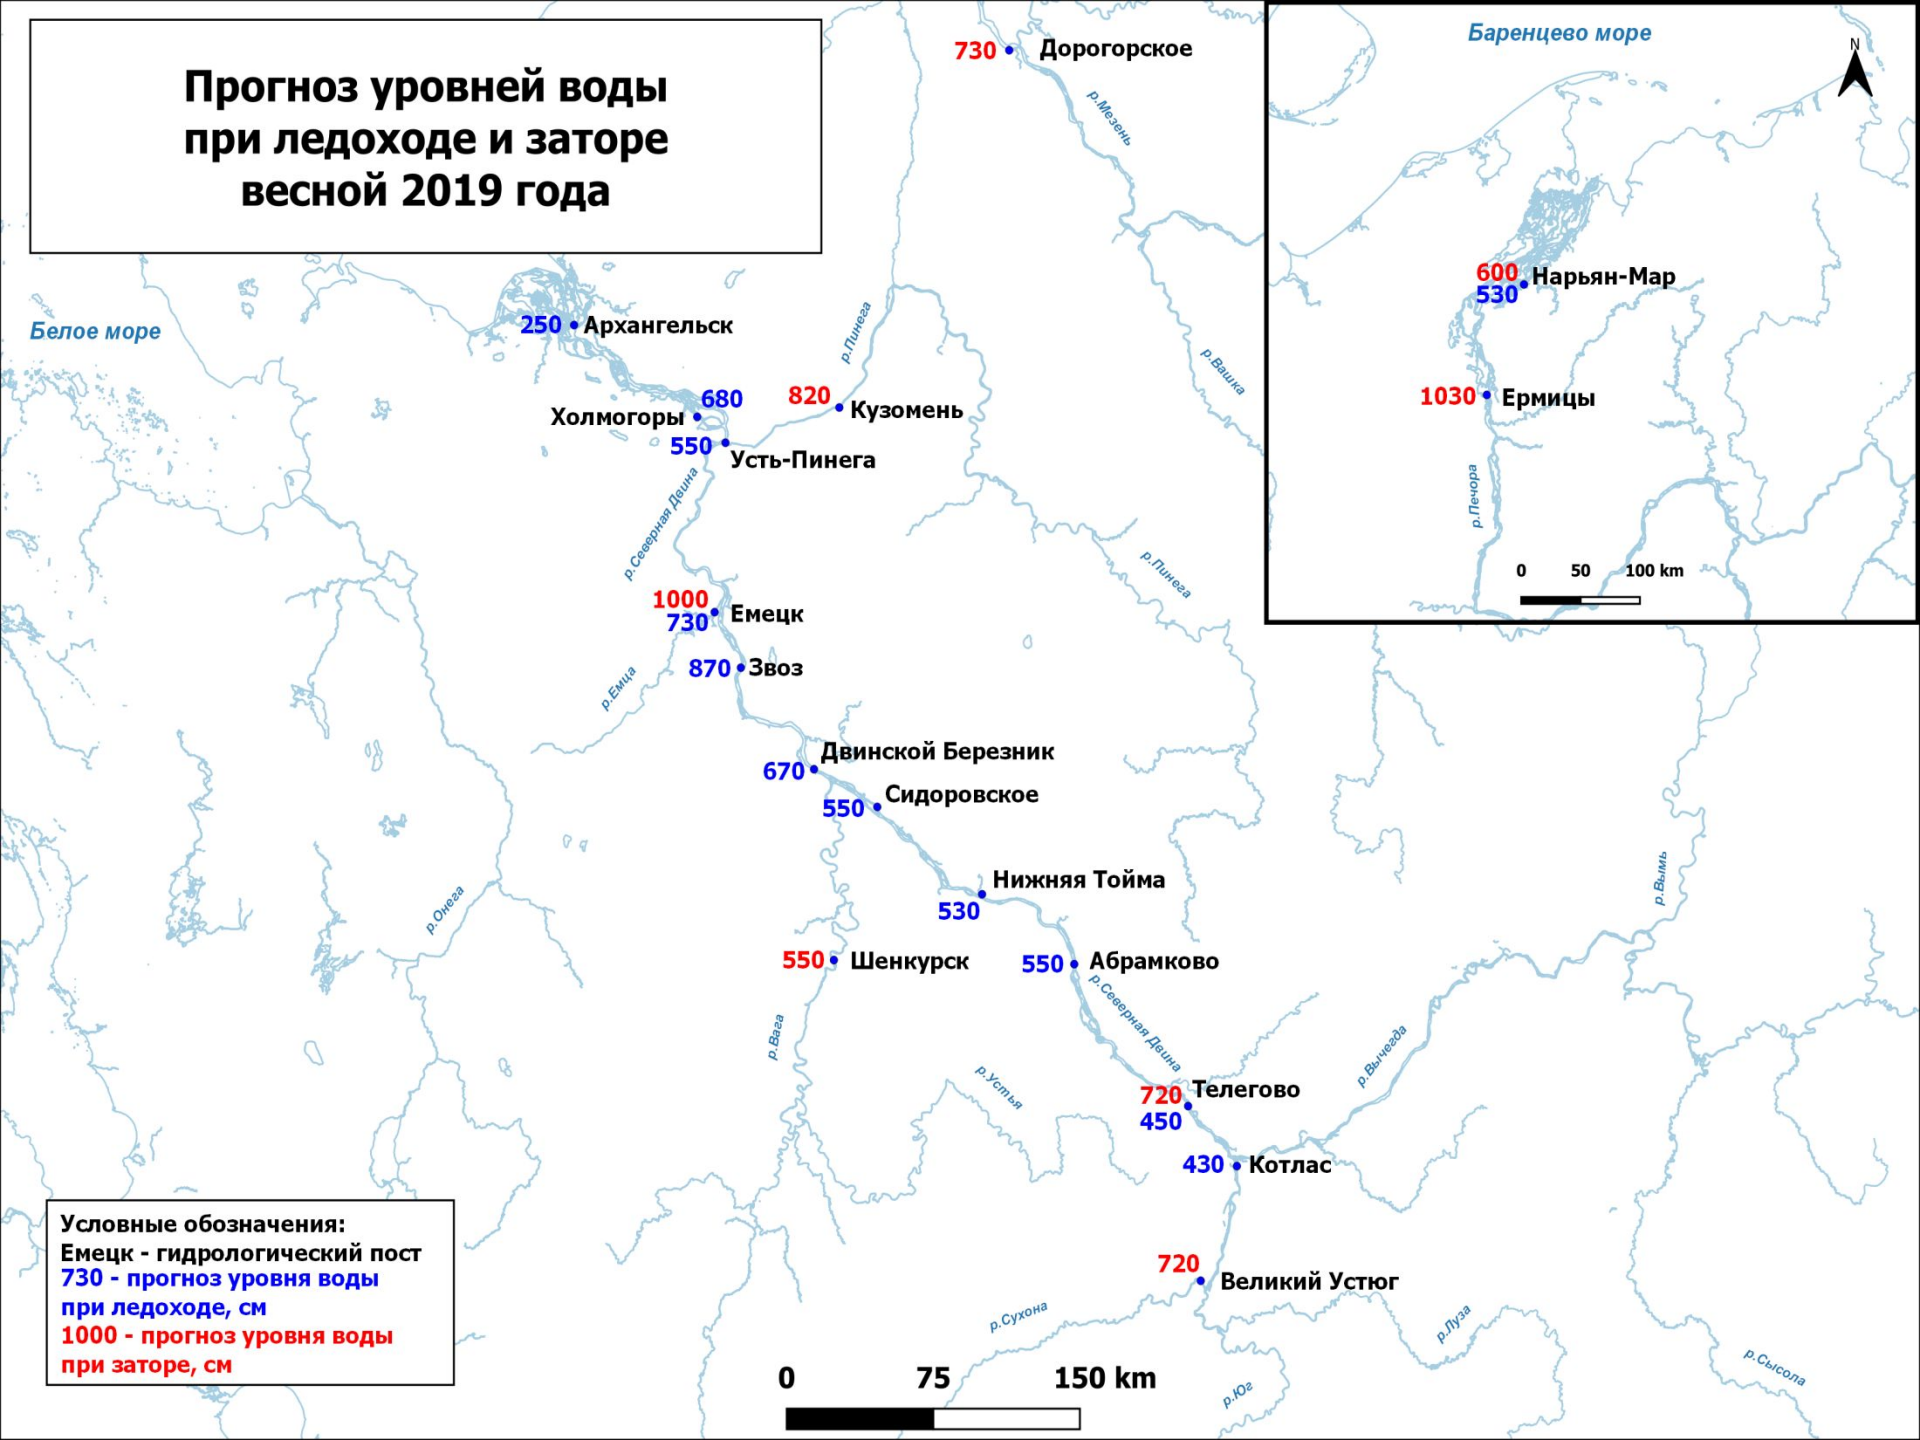 Прогноз уровней воды
при ледоходе и заторе
весной 2019 года
730
Дорогорское
р.Мезень
Баренцево море
N
600
Нарьян-Мар
530
1030
Ермицы
р.Печора
0 50 100 km
Белое море
250
Архангельск
р.Пинега
р.Вашка
680
Холмогоры
820
Кузомень
550
Усть-Пинега
р.Северная Двина
р.Пинега
1000
730
Емецк
870
Звоз
р.Емца
Двинской Березник
670
Сидоровское
550
Нижняя Тойма
530
р.Онега
р.Вымь
550
Шенкурск
550
Абрамково
р.Северная Двина
р.Вага
р.Вычегда
р.Устья
720
Телегово
450
430
Котлас
720
Великий Устюг
р.Сухона
р.Луза
р.Сысола
р.Юг
Условные обозначения:
Емецк - гидрологический пост
730 - прогноз уровня воды
при ледоходе, см
1000 - прогноз уровня воды
при заторе, см
0 75 150 km